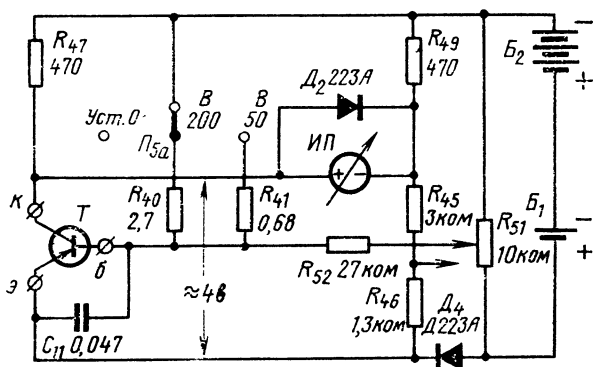 R47
470
Уст.0
В
200
П5а
В
50
Д2 223А
R49
470
Б2
−
+
ИП
+
−
R40
2,7
R41
0,68
R45
3ком
R51
10ком
Б1
−
+
к
Т
б
э
≈4в
R52 27ком
R46
1,3ком
Д4
Д223А
C11 0,047